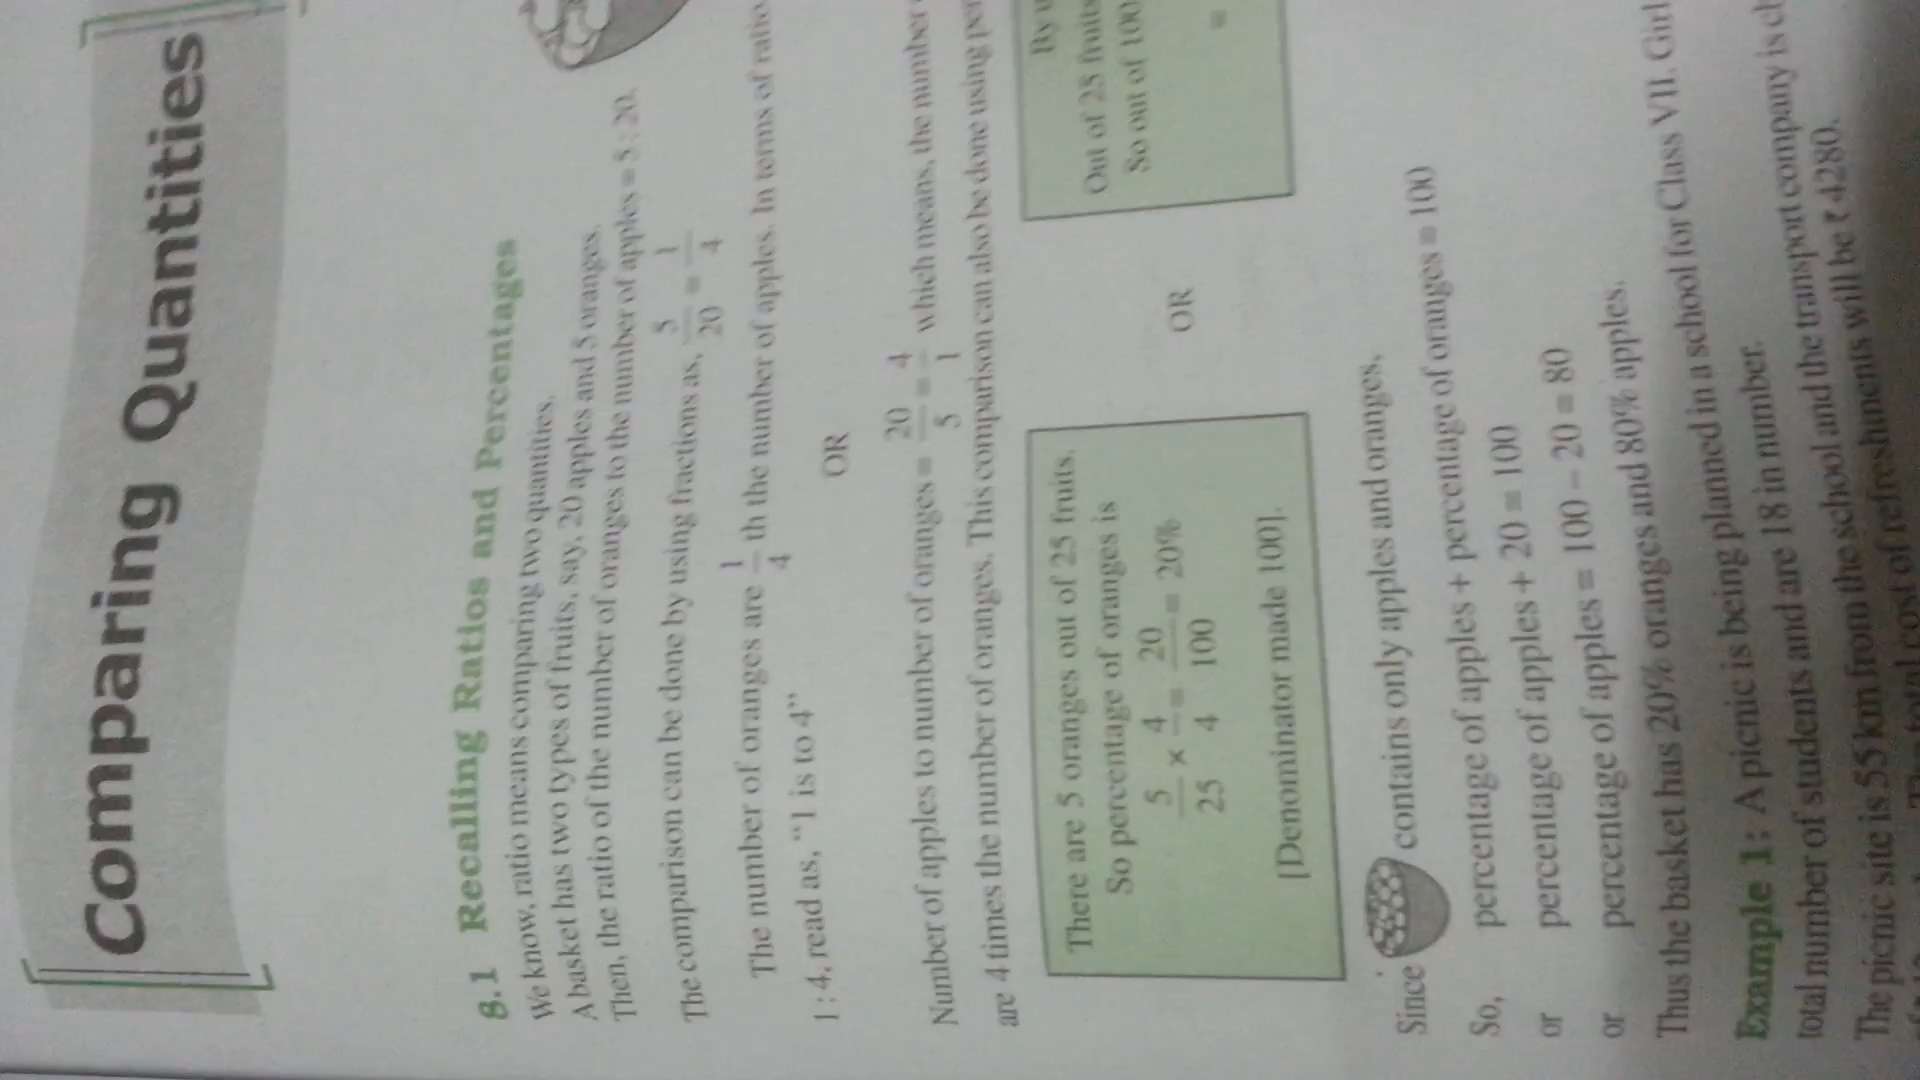 Comparing Quantities
8.1 Recalling Ratios and Percentages
We know, ratio means comparing two quantities.
A basket has two types of fruits, say, 20 apples and 5 oranges.
Then, the ratio of the number of oranges to the number of apples = 5 : 20.
The comparison can be done by using fractions as, 5/20 = 1/4
The number of oranges are 1/4 th the number of apples. In terms of ratio
1 : 4, read as, “1 is to 4”
OR
Number of apples to number of oranges = 20/5 = 4/1 which means, the number
are 4 times the number of oranges. This comparison can also be done using
There are 5 oranges out of 25 fruits.
So percentage of oranges is
5/25 × 4/4 = 20/100 = 20%
[Denominator made 100].
OR
By
Out of 25 fruits
So out of 100
=
Since contains only apples and oranges,
So, percentage of apples + percentage of oranges = 100
or percentage of apples + 20 = 100
or percentage of apples = 100 – 20 = 80
Thus the basket has 20% oranges and 80% apples.
Example 1: A picnic is being planned in a school for Class VII. Girl
total number of students and are 18 in number.
The picnic site is 55 km from the school and the transport company is
total cost of refreshments will be ₹ 4280.